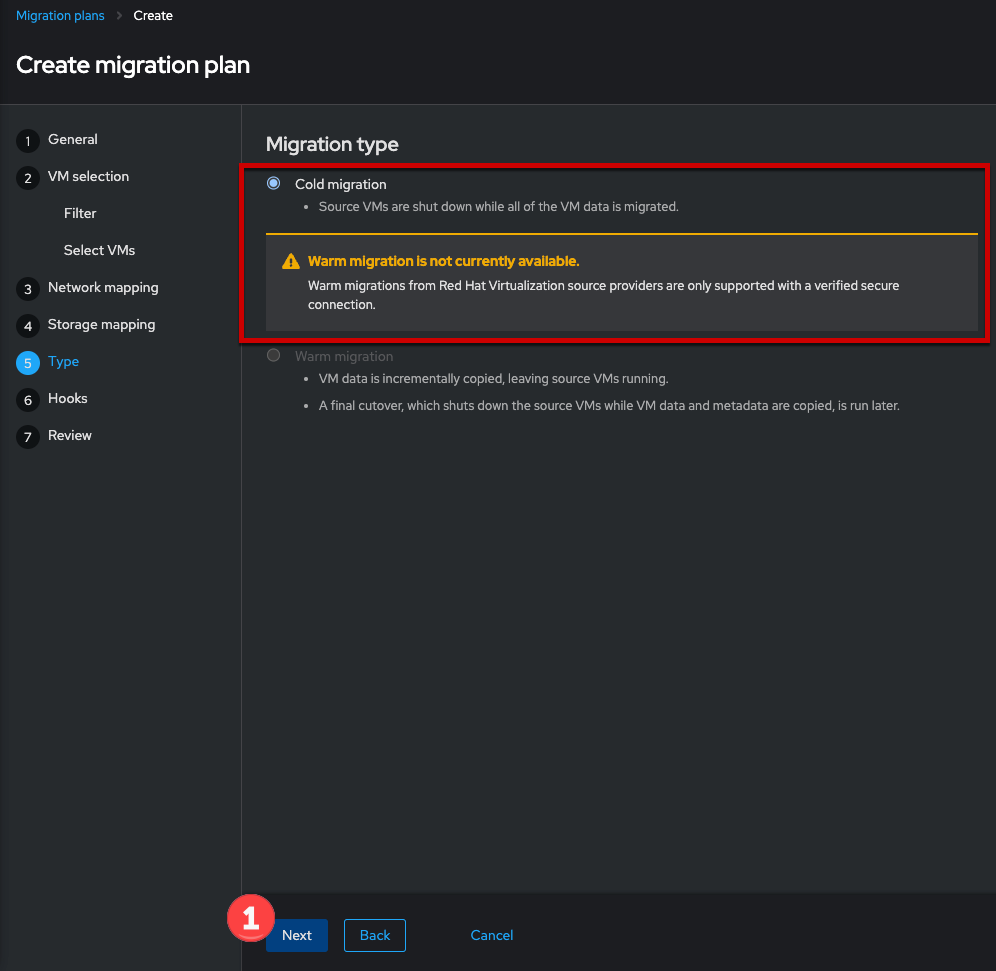 Migration plans > Create
Create migration plan
1 General
2 VM selection
Filter
Select VMs
3 Network mapping
4 Storage mapping
5 Type
6 Hooks
7 Review
Migration type
Cold migration
• Source VMs are shut down while all of the VM data is migrated.
Warm migration is not currently available.
Warm migrations from Red Hat Virtualization source providers are only supported with a verified secure
connection.
Warm migration
• VM data is incrementally copied, leaving source VMs running.
• A final cutover, which shuts down the source VMs while VM data and metadata are copied, is run later.
1
Next Back Cancel